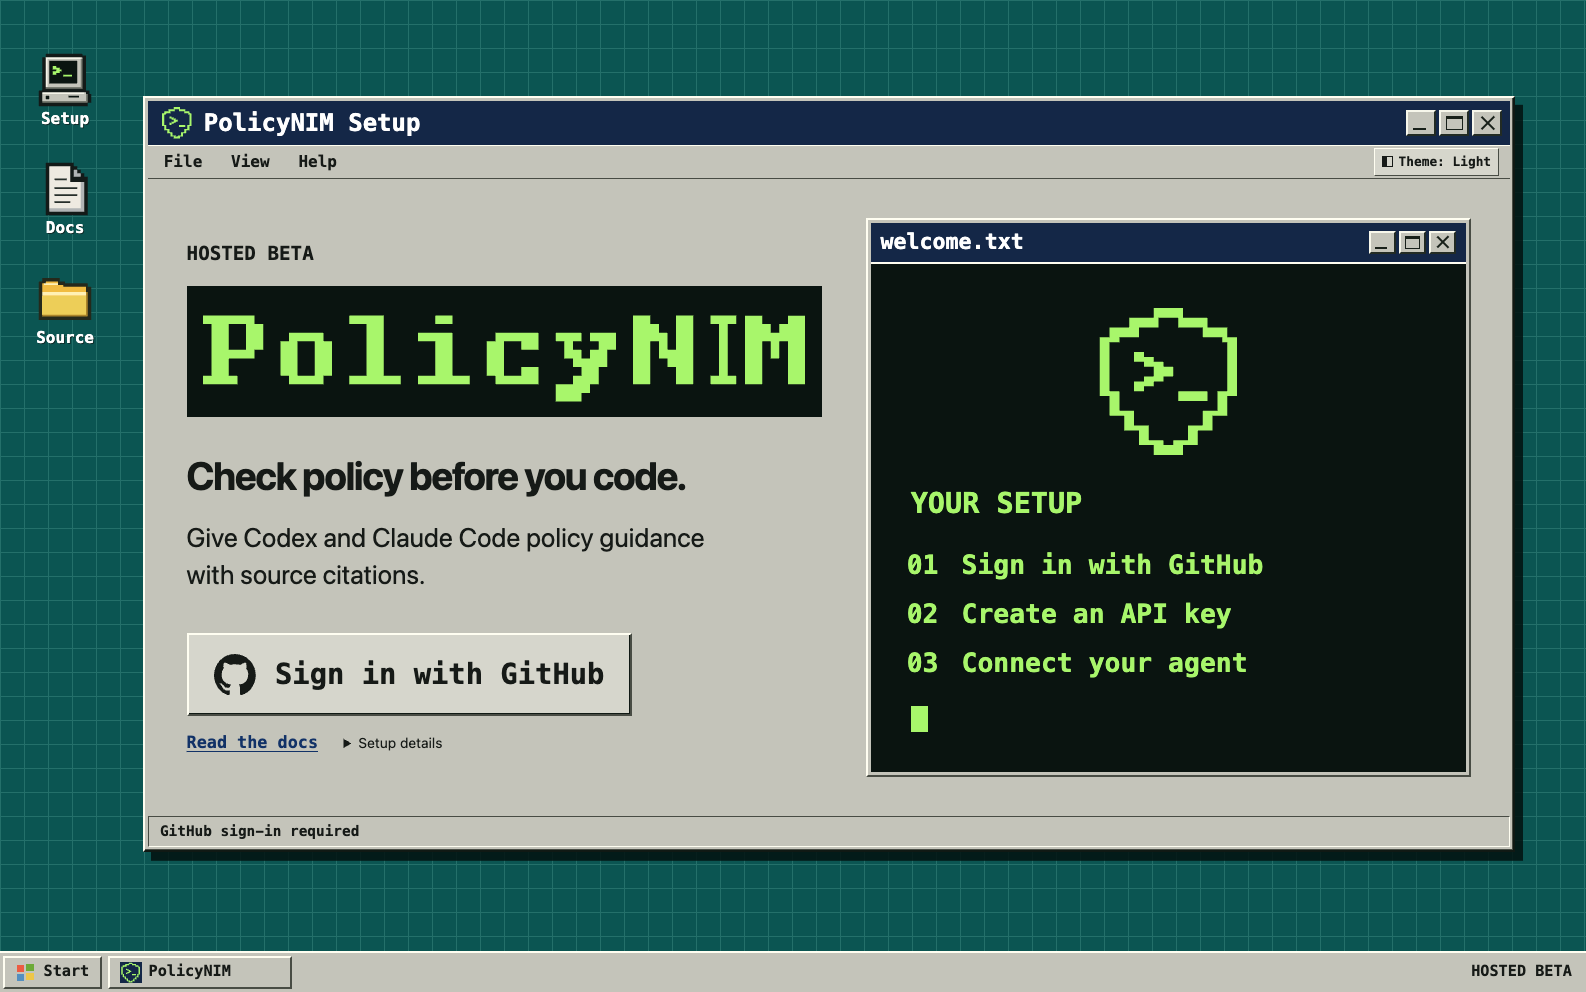 Setup
Docs
Source
PolicyNIM Setup
File View Help
Theme: Light
HOSTED BETA
PolicyNIM
Check policy before you code.
Give Codex and Claude Code policy guidance
with source citations.
Sign in with GitHub
Read the docs
Setup details
welcome.txt
>_
YOUR SETUP
01 Sign in with GitHub
02 Create an API key
03 Connect your agent
GitHub sign-in required
Start
PolicyNIM
HOSTED BETA